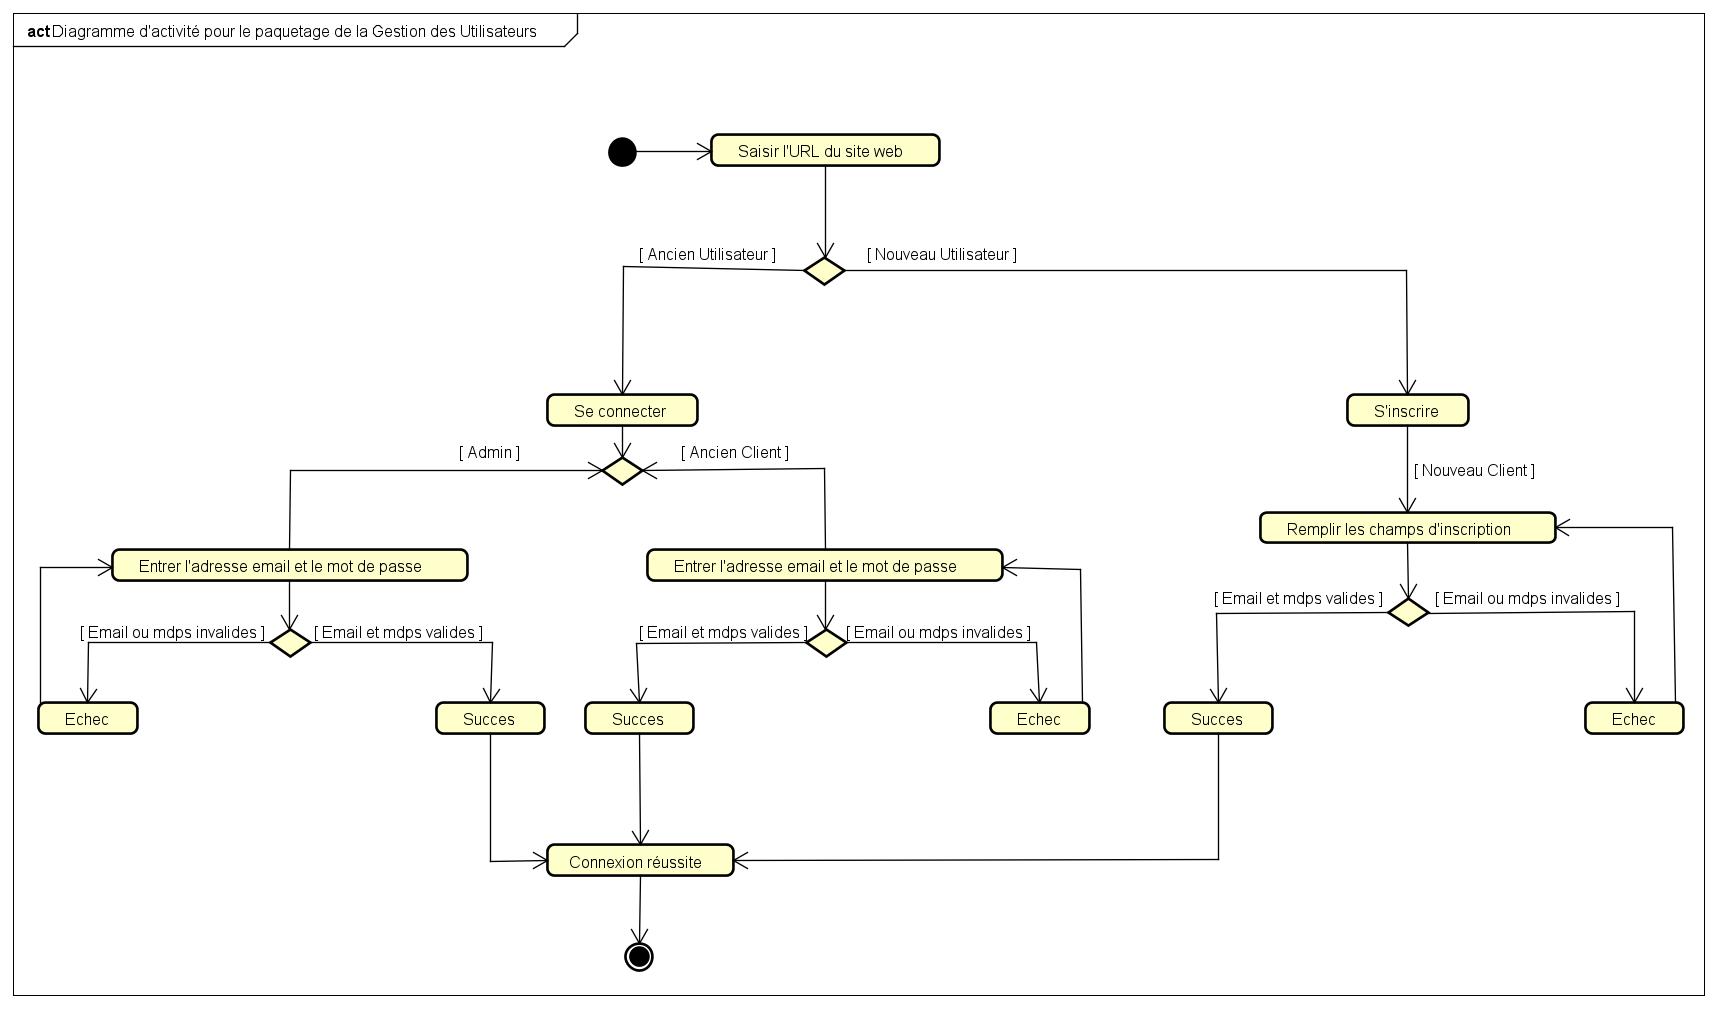 act Diagramme d'activité pour le paquetage de la Gestion des Utilisateurs
Saisir l'URL du site web
[ Ancien Utilisateur ]
[ Nouveau Utilisateur ]
Se connecter
S'inscrire
[ Admin ]
[ Ancien Client ]
[ Nouveau Client ]
Remplir les champs d'inscription
Entrer l'adresse email et le mot de passe
Entrer l'adresse email et le mot de passe
[ Email et mdps valides ]
[ Email ou mdps invalides ]
[ Email ou mdps invalides ]
[ Email et mdps valides ]
[ Email et mdps valides ]
[ Email ou mdps invalides ]
Echec
Succes
Succes
Echec
Succes
Echec
Connexion réussite